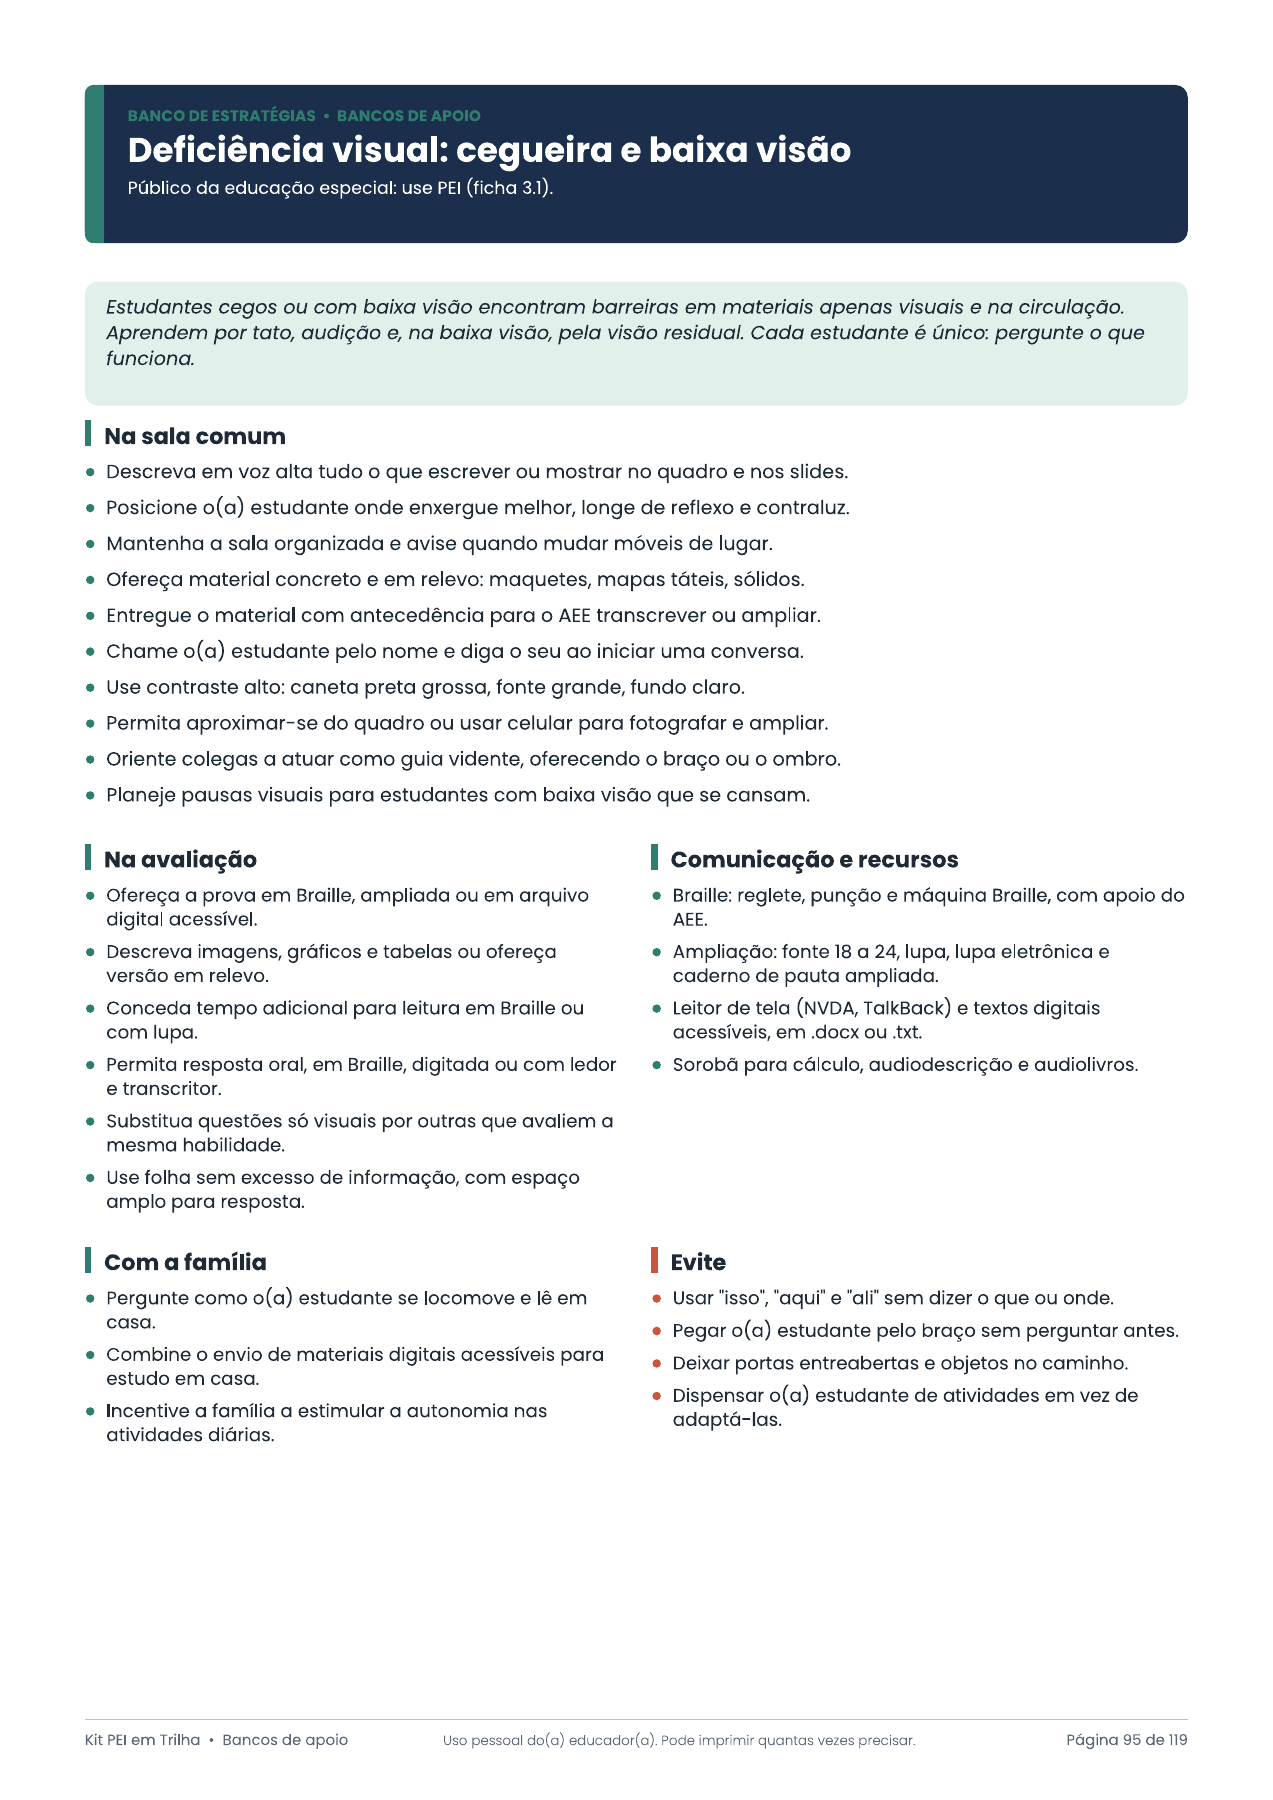 BANCO DE ESTRATÉGIAS • BANCOS DE APOIO
Deficiência visual: cegueira e baixa visão
Público da educação especial: use PEI (ficha 3.1).
Estudantes cegos ou com baixa visão encontram barreiras em materiais apenas visuais e na circulação.
Aprendem por tato, audição e, na baixa visão, pela visão residual. Cada estudante é único: pergunte o que
funciona.
Na sala comum
• Descreva em voz alta tudo o que escrever ou mostrar no quadro e nos slides.
• Posicione o(a) estudante onde enxergue melhor, longe de reflexo e contraluz.
• Mantenha a sala organizada e avise quando mudar móveis de lugar.
• Ofereça material concreto e em relevo: maquetes, mapas táteis, sólidos.
• Entregue o material com antecedência para o AEE transcrever ou ampliar.
• Chame o(a) estudante pelo nome e diga o seu ao iniciar uma conversa.
• Use contraste alto: caneta preta grossa, fonte grande, fundo claro.
• Permita aproximar-se do quadro ou usar celular para fotografar e ampliar.
• Oriente colegas a atuar como guia vidente, oferecendo o braço ou o ombro.
• Planeje pausas visuais para estudantes com baixa visão que se cansam.
Na avaliação
• Ofereça a prova em Braille, ampliada ou em arquivo
digital acessível.
• Descreva imagens, gráficos e tabelas ou ofereça
versão em relevo.
• Conceda tempo adicional para leitura em Braille ou
com lupa.
• Permita resposta oral, em Braille, digitada ou com ledor
e transcritor.
• Substitua questões só visuais por outras que avaliem a
mesma habilidade.
• Use folha sem excesso de informação, com espaço
amplo para resposta.
Comunicação e recursos
• Braille: reglete, punção e máquina Braille, com apoio do
AEE.
• Ampliação: fonte 18 a 24, lupa, lupa eletrônica e
caderno de pauta ampliada.
• Leitor de tela (NVDA, TalkBack) e textos digitais
acessíveis, em .docx ou .txt.
• Sorobã para cálculo, audiodescrição e audiolivros.
Com a família
• Pergunte como o(a) estudante se locomove e lê em
casa.
• Combine o envio de materiais digitais acessíveis para
estudo em casa.
• Incentive a família a estimular a autonomia nas
atividades diárias.
Evite
• Usar "isso", "aqui" e "ali" sem dizer o que ou onde.
• Pegar o(a) estudante pelo braço sem perguntar antes.
• Deixar portas entreabertas e objetos no caminho.
• Dispensar o(a) estudante de atividades em vez de
adaptá-las.
Kit PEI em Trilha • Bancos de apoio
Uso pessoal do(a) educador(a). Pode imprimir quantas vezes precisar.
Página 95 de 119